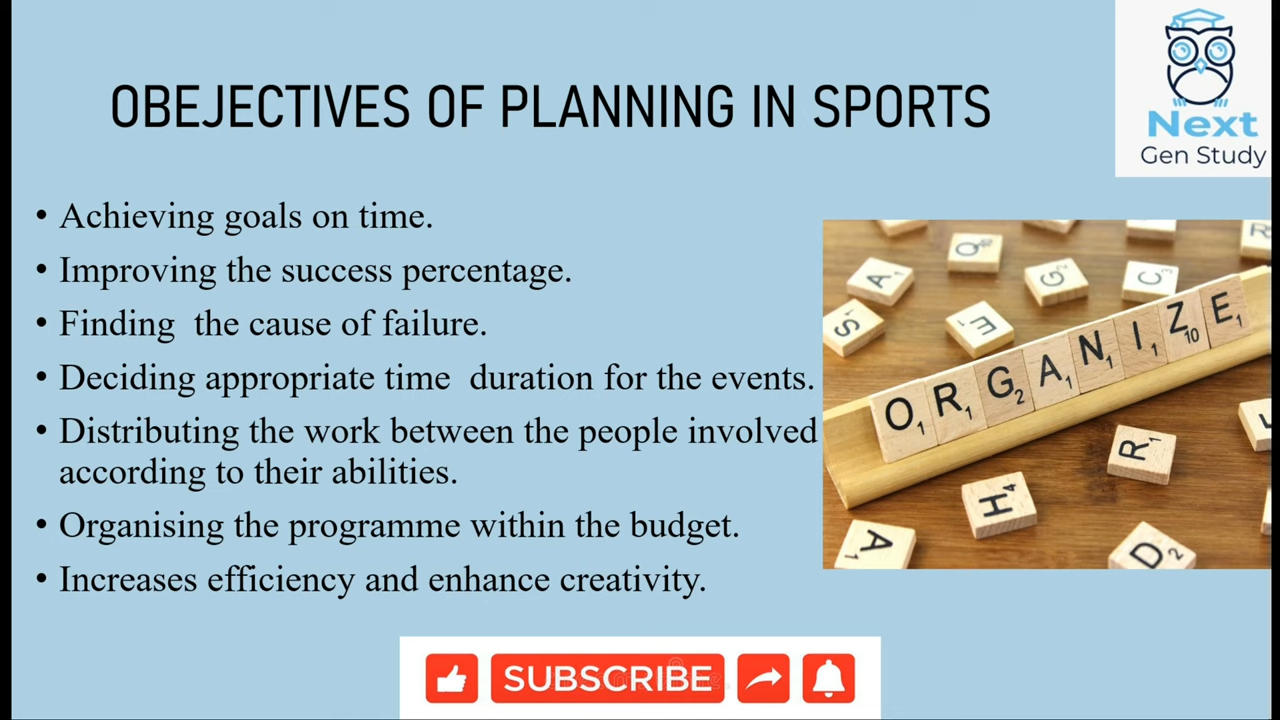 OBEJECTIVES OF PLANNING IN SPORTS
Next
Gen Study
• Achieving goals on time.
• Improving the success percentage.
• Finding  the cause of failure.
• Deciding appropriate time  duration for the events.
• Distributing the work between the people involved
according to their abilities.
• Organising the programme within the budget.
• Increases efficiency and enhance creativity.
ORGANIZE
SUBSCRIBE